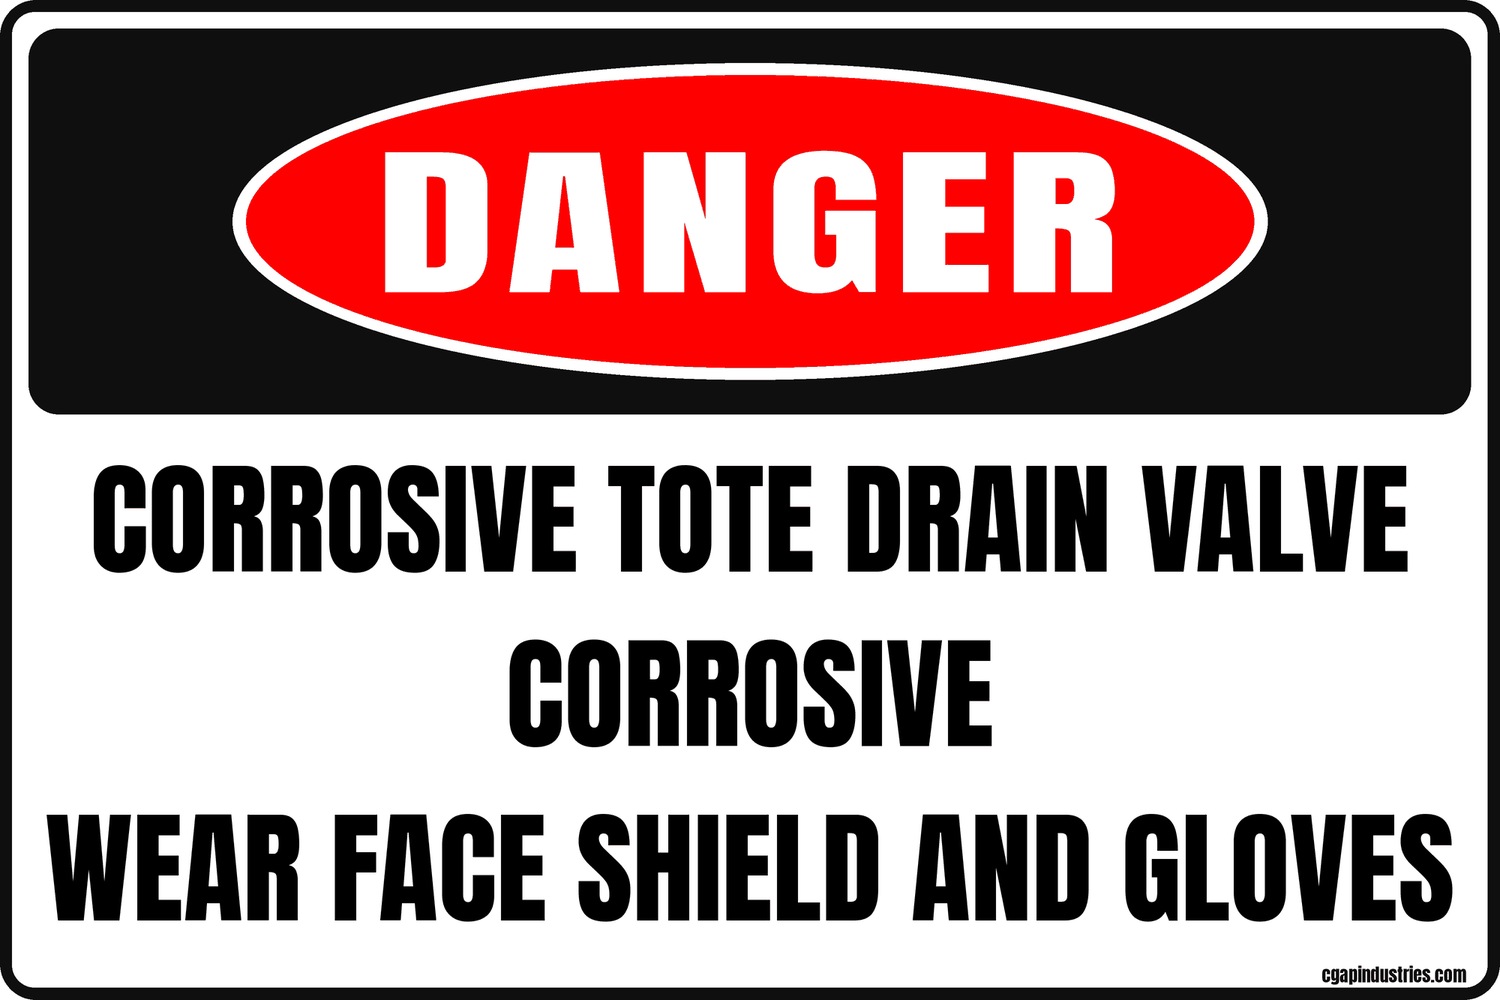 DANGER
CORROSIVE TOTE DRAIN VALVE
CORROSIVE
WEAR FACE SHIELD AND GLOVES
cgapindustries.com